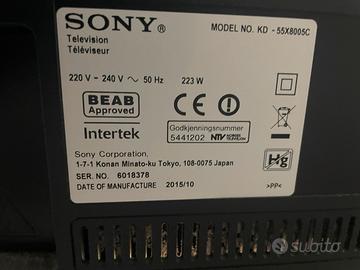 SONY®
MODEL NO. KD - 55X8005C
Television
Téléviseur
220 V - 240 V ~ 50 Hz 223 W
BEAB
Approved
Intertek
Godkjenningsnummer
5441202 NTV
Sony Corporation,
1-7-1 Konan Minato-ku Tokyo, 108-0075 Japan
SER. NO. 6018378
DATE OF MANUFACTURE 2015/10
Hg
>PP<
subito